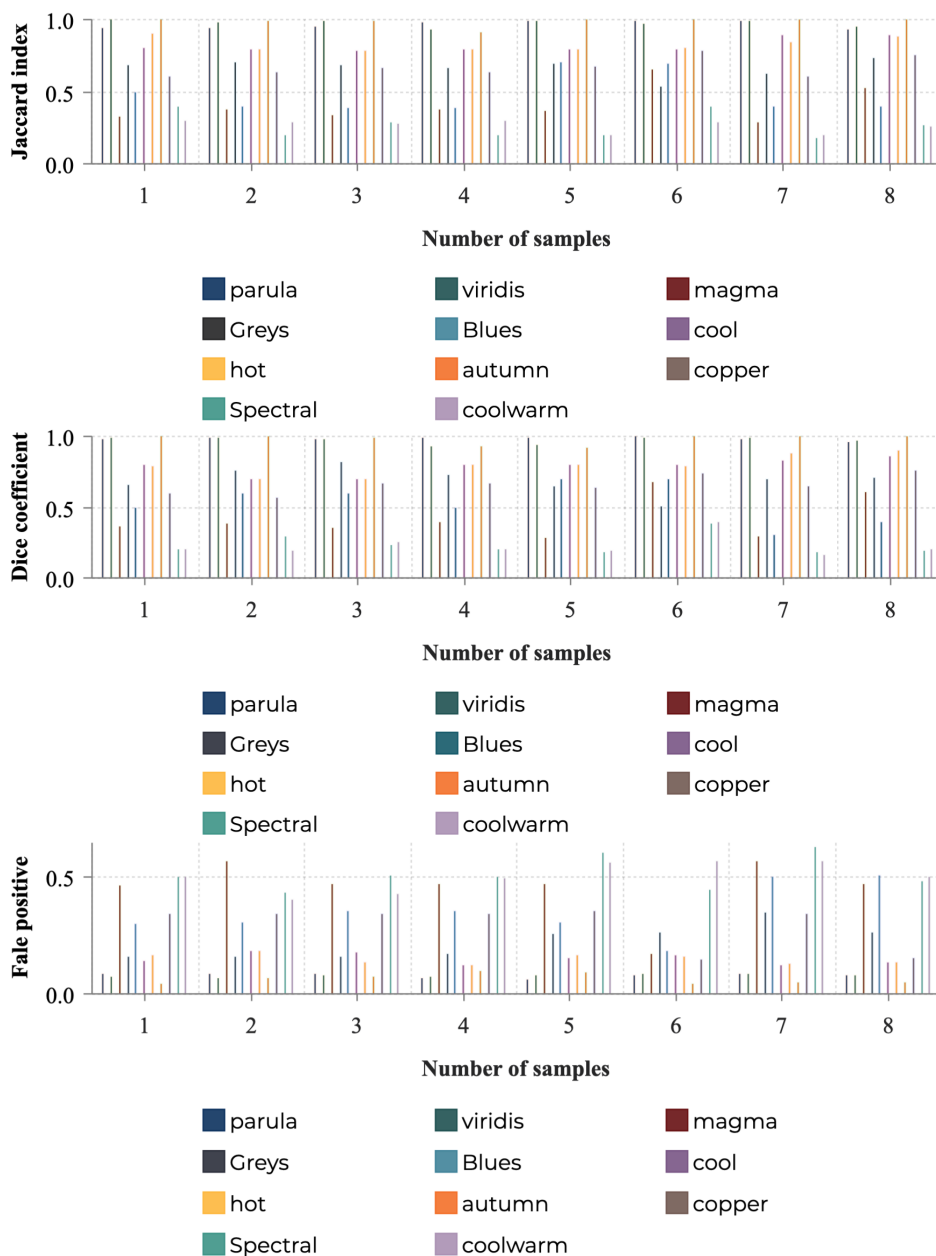 Jaccard index
1.0
0.5
0.0
1 2 3 4 5 6 7 8
Number of samples
parula viridis magma
Greys Blues cool
hot autumn copper
Spectral coolwarm
Dice coefficient
1.0
0.5
0.0
1 2 3 4 5 6 7 8
Number of samples
parula viridis magma
Greys Blues cool
hot autumn copper
Spectral coolwarm
Fale positive
0.5
0.0
1 2 3 4 5 6 7 8
Number of samples
parula viridis magma
Greys Blues cool
hot autumn copper
Spectral coolwarm